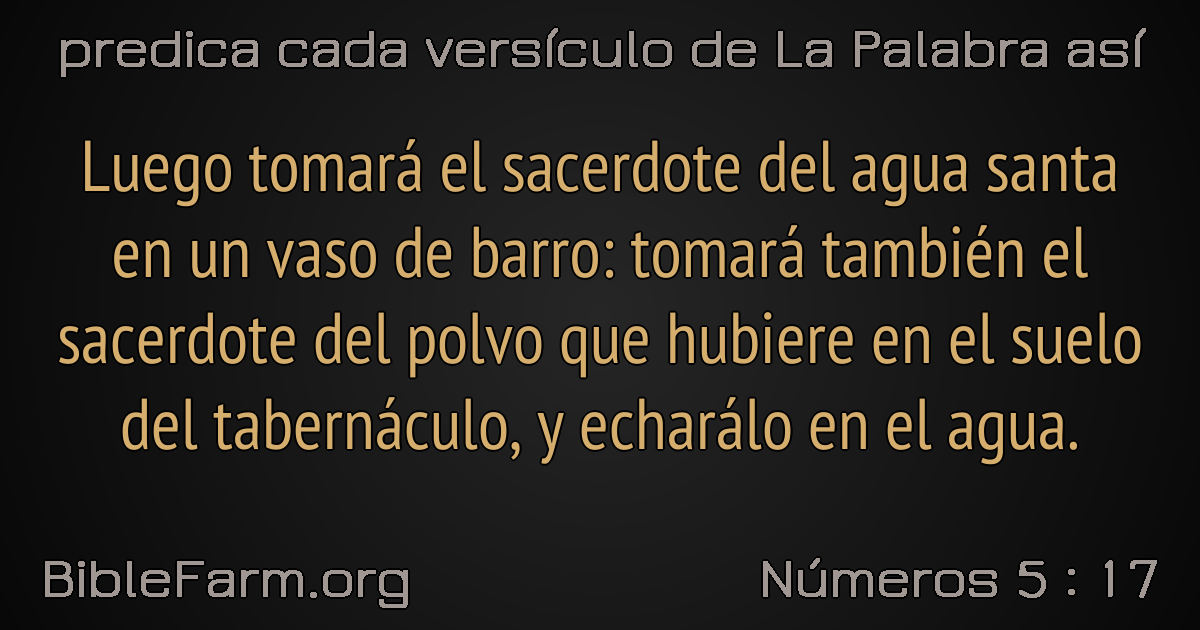 predica cada versículo de La Palabra así
Luego tomará el sacerdote del agua santa
en un vaso de barro: tomará también el
sacerdote del polvo que hubiere en el suelo
del tabernáculo, y echarálo en el agua.
BibleFarm.org
Números 5 : 17